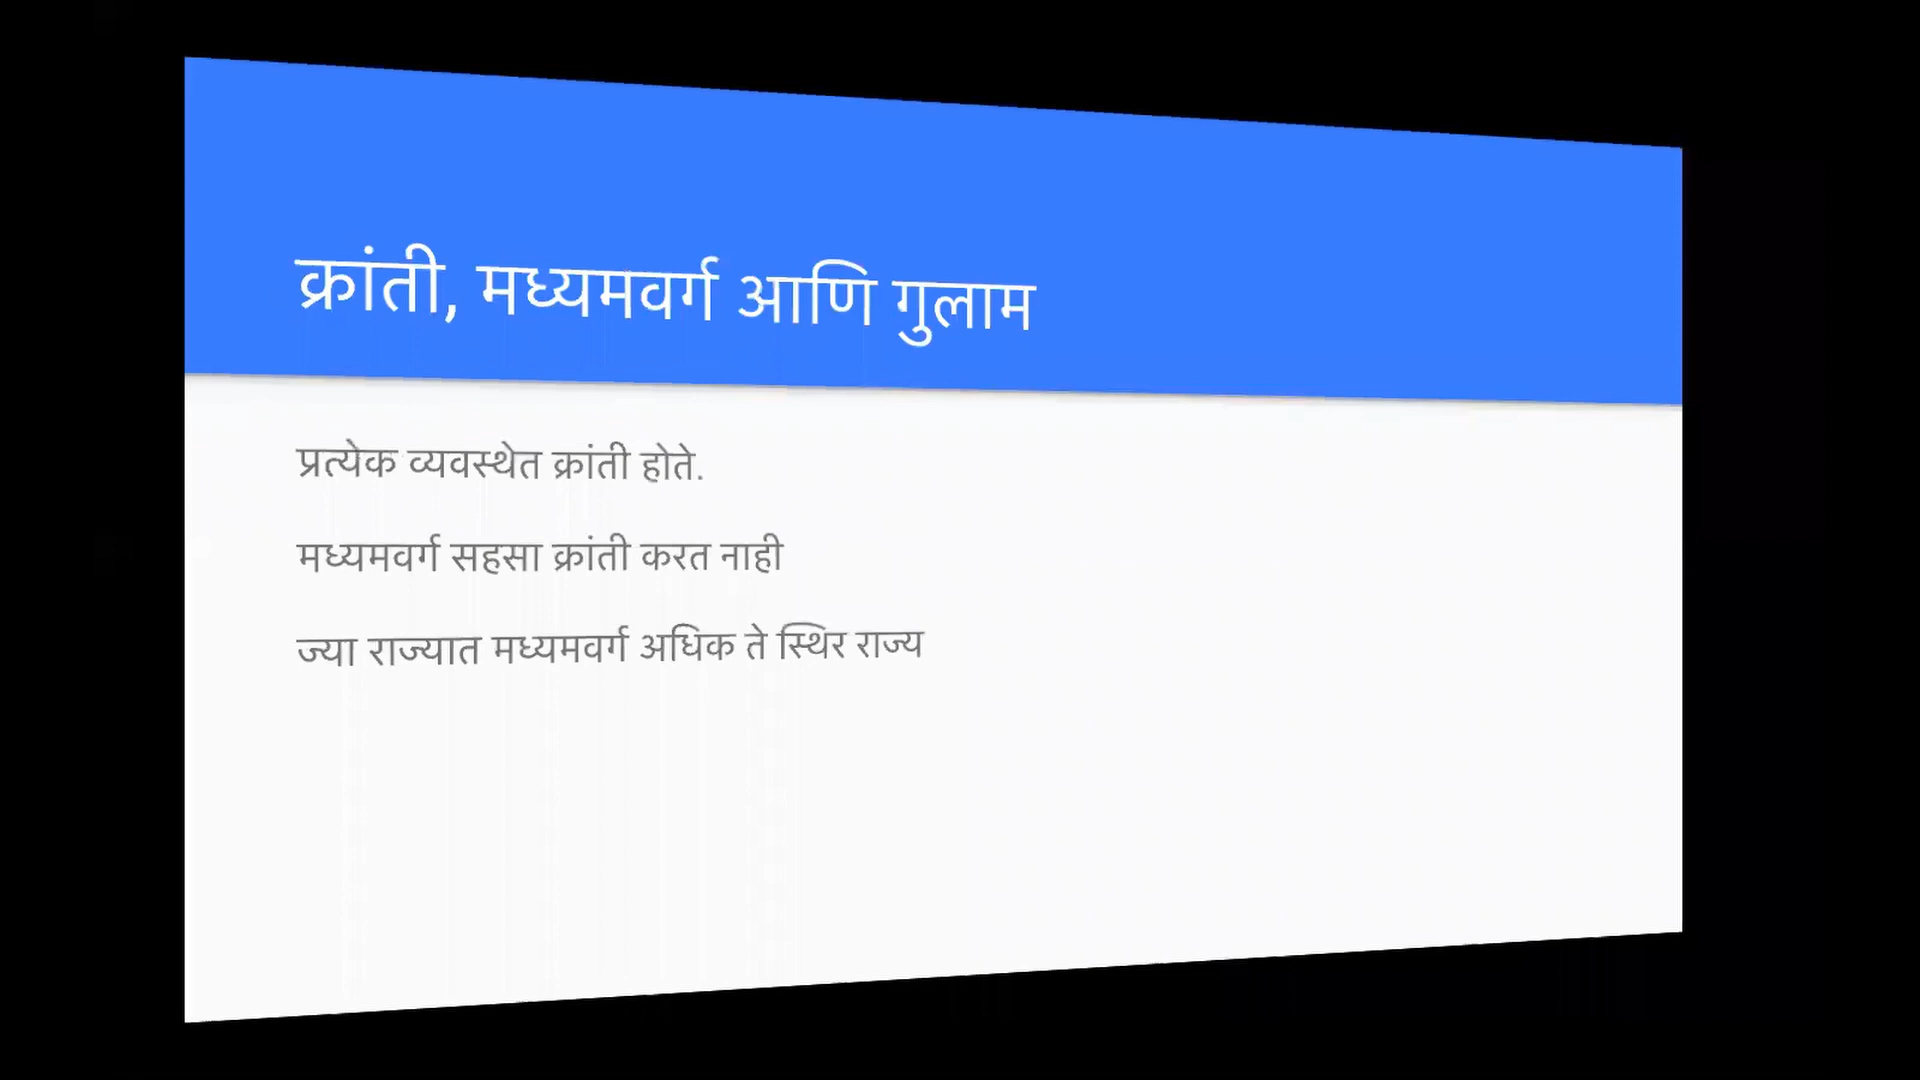 क्रांती, मध्यमवर्ग आणि गुलाम
प्रत्येक व्यवस्थेत क्रांती होते.
मध्यमवर्ग सहसा क्रांती करत नाही
ज्या राज्यात मध्यमवर्ग अधिक ते स्थिर राज्य